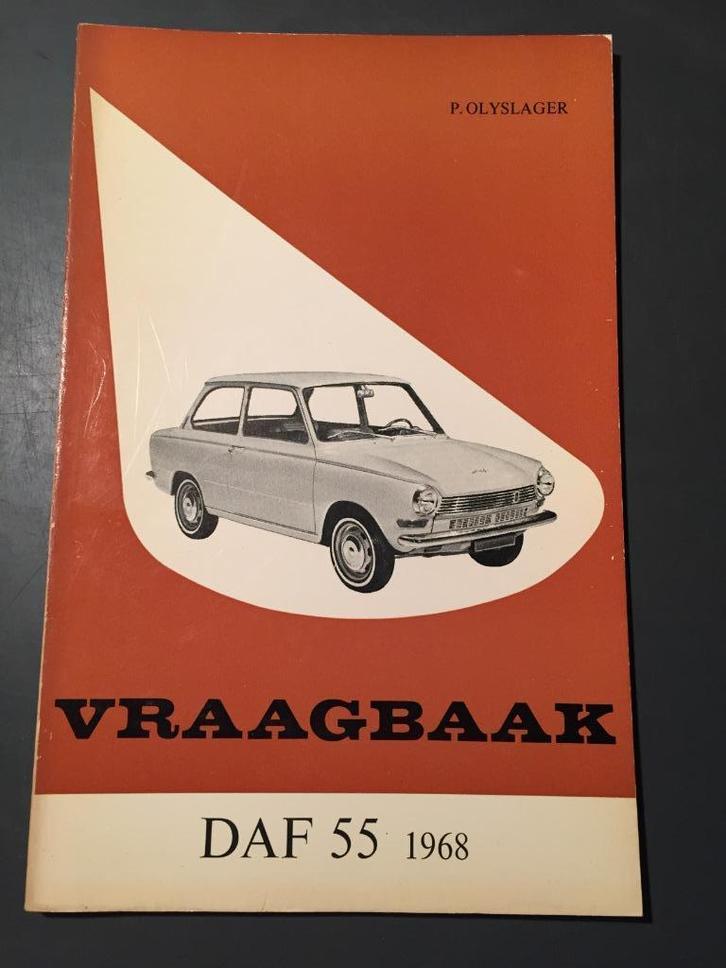 P. OLYSLAGER
VRAAGBAAK
DAF 55 1968